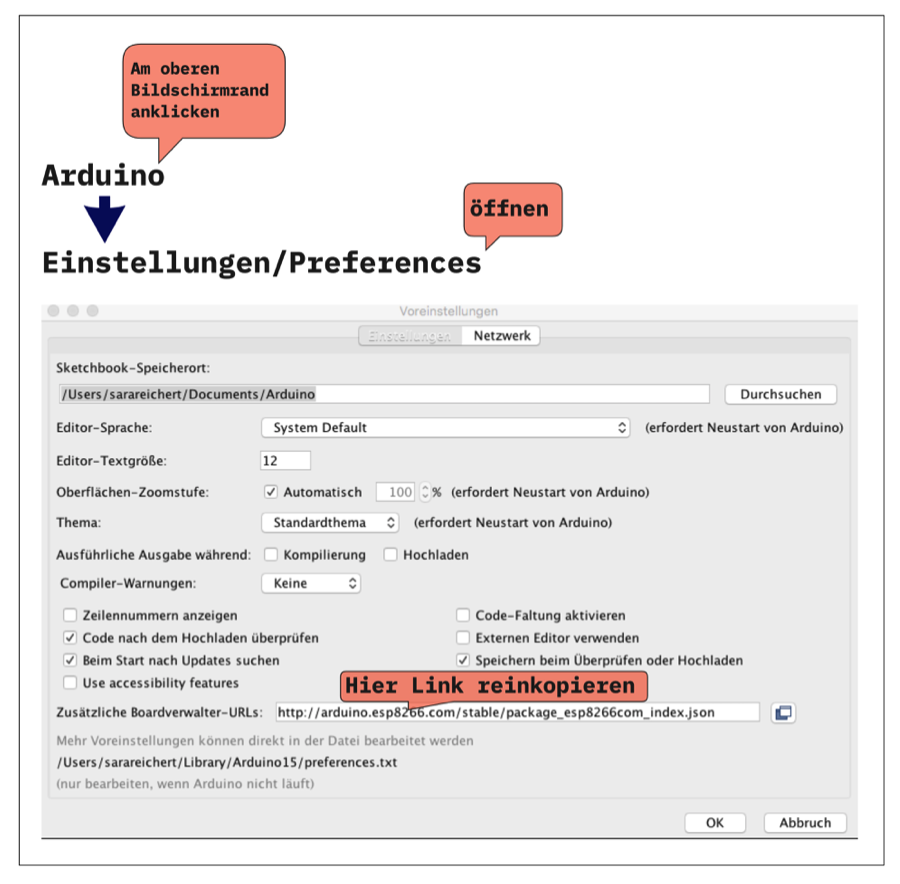 Am oberen
Bildschirmrand
anklicken
Arduino
öffnen
Einstellungen/Preferences
Voreinstellungen
Einstellungen Netzwerk
Sketchbook-Speicherort:
/Users/sarareichert/Documents/Arduino Durchsuchen
Editor-Sprache: System Default (erfordert Neustart von Arduino)
Editor-Textgröße: 12
Oberflächen-Zoomstufe: Automatisch 100 % (erfordert Neustart von Arduino)
Thema: Standardthema (erfordert Neustart von Arduino)
Ausführliche Ausgabe während: Kompilierung Hochladen
Compiler-Warnungen: Keine
Zeilennummern anzeigen Code-Faltung aktivieren
Code nach dem Hochladen überprüfen Externen Editor verwenden
Beim Start nach Updates suchen Speichern beim Überprüfen oder Hochladen
Use accessibility features
Hier Link reinkopieren
Zusätzliche Boardverwalter-URLs: http://arduino.esp8266.com/stable/package_esp8266com_index.json
Mehr Voreinstellungen können direkt in der Datei bearbeitet werden
/Users/sarareichert/Library/Arduino15/preferences.txt
(nur bearbeiten, wenn Arduino nicht läuft)
OK Abbruch